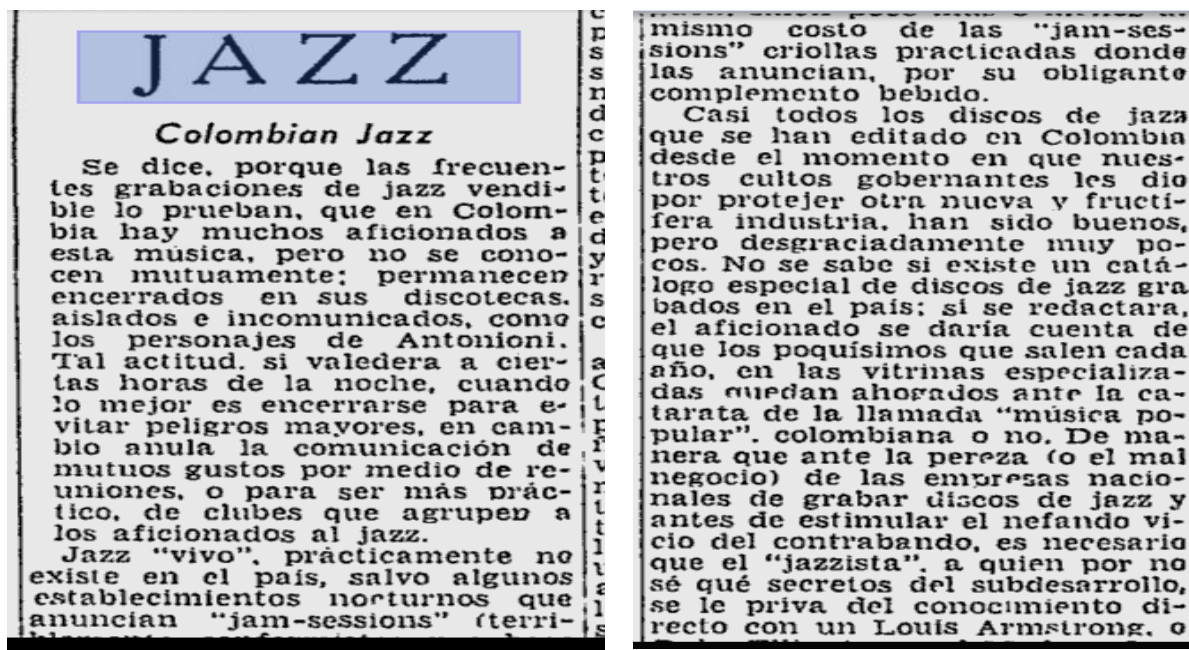 JAZZ
Colombian Jazz
Se dice, porque las frecuen-
tes grabaciones de jazz vendi-
ble lo prueban, que en Colom-
bia hay muchos aficionados a
esta música, pero no se cono-
cen mutuamente; permanecen
encerrados en sus discotecas,
aislados e incomunicados, como
los personajes de Antonioni.
Tal actitud, si valedera a cier-
tas horas de la noche, cuando
lo mejor es encerrarse para e-
vitar peligros mayores, en cam-
bio anula la comunicación de
mutuos gustos por medio de re-
uniones, o para ser más prác-
tico, de clubes que agrupen a
los aficionados al jazz.
Jazz "vivo", prácticamente no
existe en el país, salvo algunos
establecimientos nocturnos que
anuncian "jam-sessions" (terri-
mismo costo de las "jam-ses-
sions" criollas practicadas donde
las anuncian, por su obligante
complemento bebido.
Casi todos los discos de jazz
que se han editado en Colombia
desde el momento en que nues-
tros cultos gobernantes les dio
por protejer otra nueva y fructí-
fera industria, han sido buenos,
pero desgraciadamente muy po-
cos. No se sabe si existe un catá-
logo especial de discos de jazz gra
bados en el país; si se redactara,
el aficionado se daría cuenta de
que los poquísimos que salen cada
año, en las vitrinas especializa-
das quedan ahogados ante la ca-
tarata de la llamada "música po-
pular", colombiana o no. De ma-
nera que ante la pereza (o el mal
negocio) de las empresas nacio-
nales de grabar discos de jazz y
antes de estimular el nefando vi-
cio del contrabando, es necesario
que el "jazzista", a quien por no
sé qué secretos del subdesarrollo,
se le priva del conocimiento di-
recto con un Louis Armstrong, o